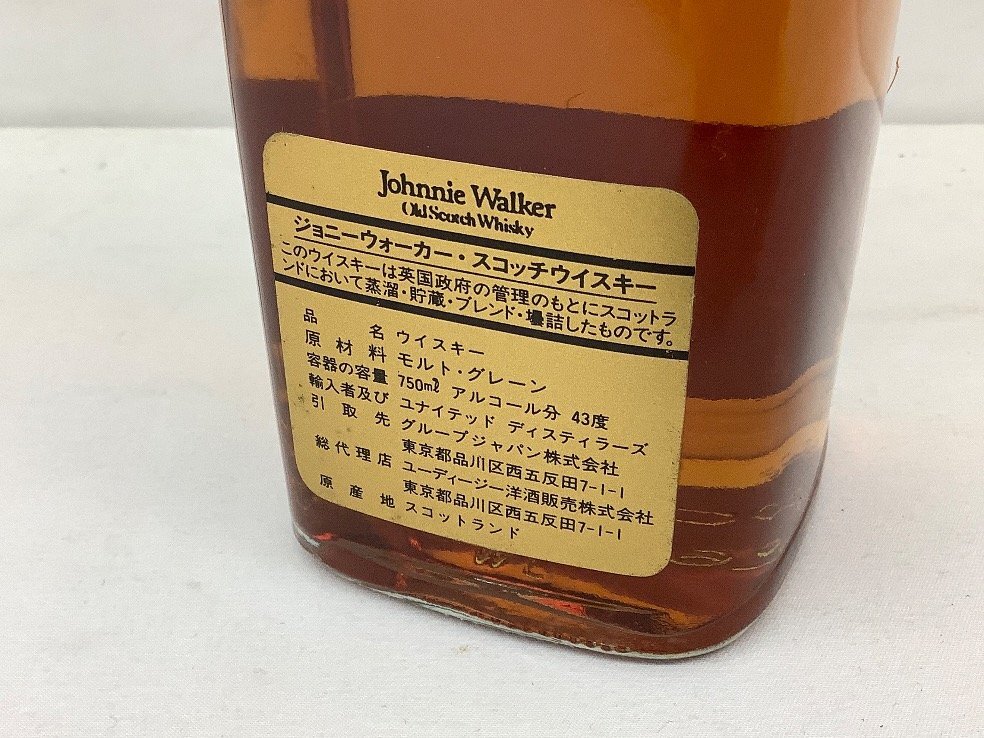 Johnnie Walker
Old Scotch Whisky
ジョニーウォーカー・スコッチウイスキー
このウイスキーは英国政府の管理のもとにスコットラ
ンドにおいて蒸溜・貯蔵・ブレンド・壜詰したものです。
品名 ウイスキー
原材料 モルト・グレーン
容器の容量 750mℓ アルコール分 43度
輸入者及び ユナイテッド ディスティラーズ
引取先 グループジャパン株式会社
東京都品川区西五反田7-1-1
総代理店 ユーディージー洋酒販売株式会社
東京都品川区西五反田7-1-1
原産地 スコットランド